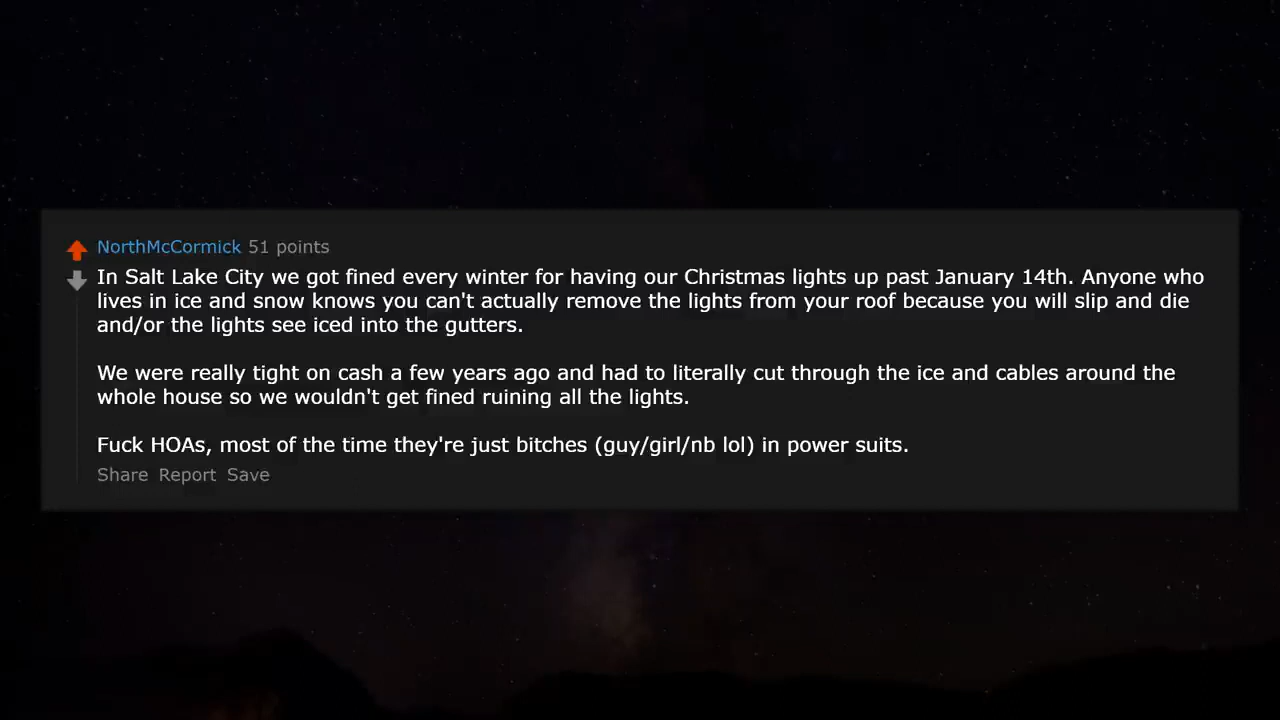 NorthMcCormick 51 points
In Salt Lake City we got fined every winter for having our Christmas lights up past January 14th. Anyone who
lives in ice and snow knows you can't actually remove the lights from your roof because you will slip and die
and/or the lights see iced into the gutters.
We were really tight on cash a few years ago and had to literally cut through the ice and cables around the
whole house so we wouldn't get fined ruining all the lights.
Fuck HOAs, most of the time they're just bitches (guy/girl/nb lol) in power suits.
Share Report Save